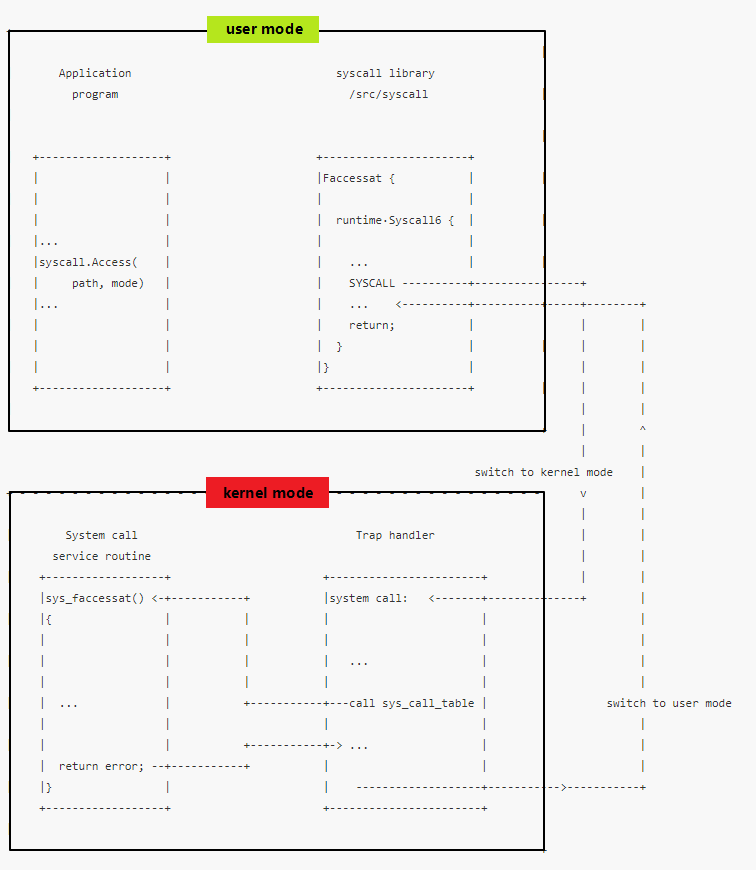 user mode
Application
program
syscall library
/src/syscall
...
syscall.Access(
path, mode)
...
Faccessat {
runtime·Syscall6 {
...
SYSCALL
...
return;
}
}
switch to kernel mode
kernel mode
System call
service routine
sys_faccessat()
{
...
return error;
}
Trap handler
system call:
...
call sys_call_table
...
switch to user mode